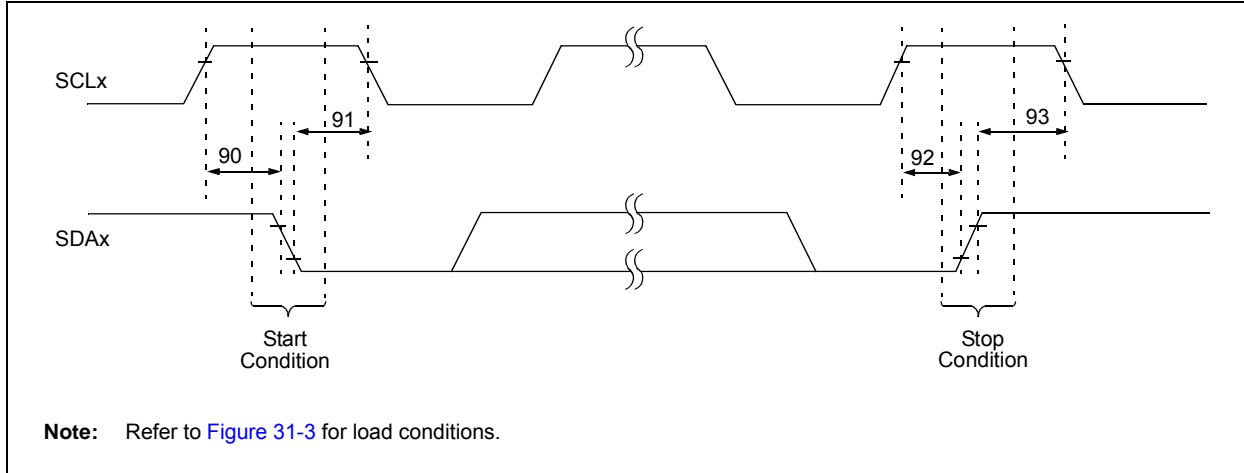 SCLx
91
93
90
92
SDAx
Start
Condition
Stop
Condition
Note: Refer to Figure 31-3 for load conditions.